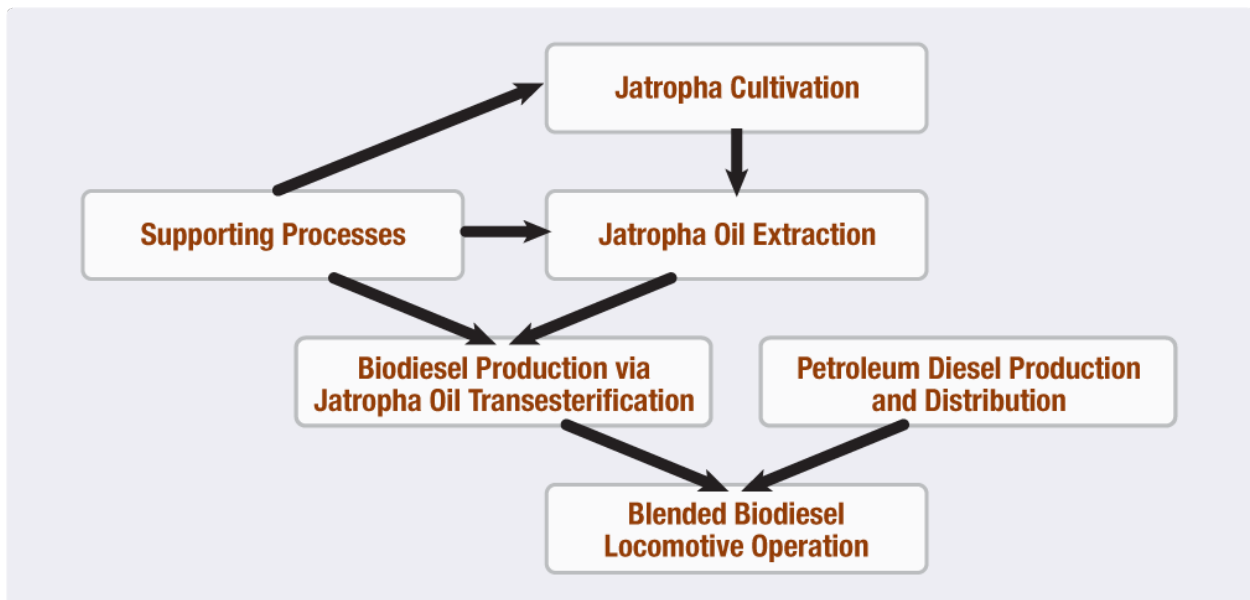 Jatropha Cultivation
Supporting Processes
Jatropha Oil Extraction
Biodiesel Production via
Jatropha Oil Transesterification
Petroleum Diesel Production
and Distribution
Blended Biodiesel
Locomotive Operation